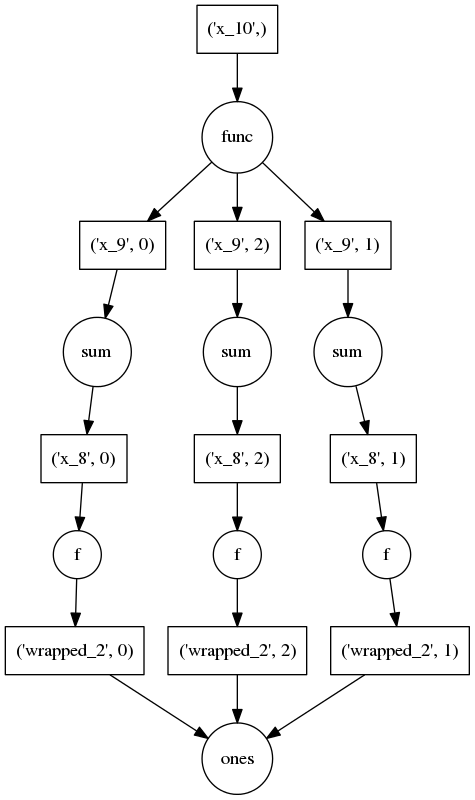 ('x_10',)
func
('x_9', 0)
('x_9', 2)
('x_9', 1)
sum
sum
sum
('x_8', 0)
('x_8', 2)
('x_8', 1)
f
f
f
('wrapped_2', 0)
('wrapped_2', 2)
('wrapped_2', 1)
ones